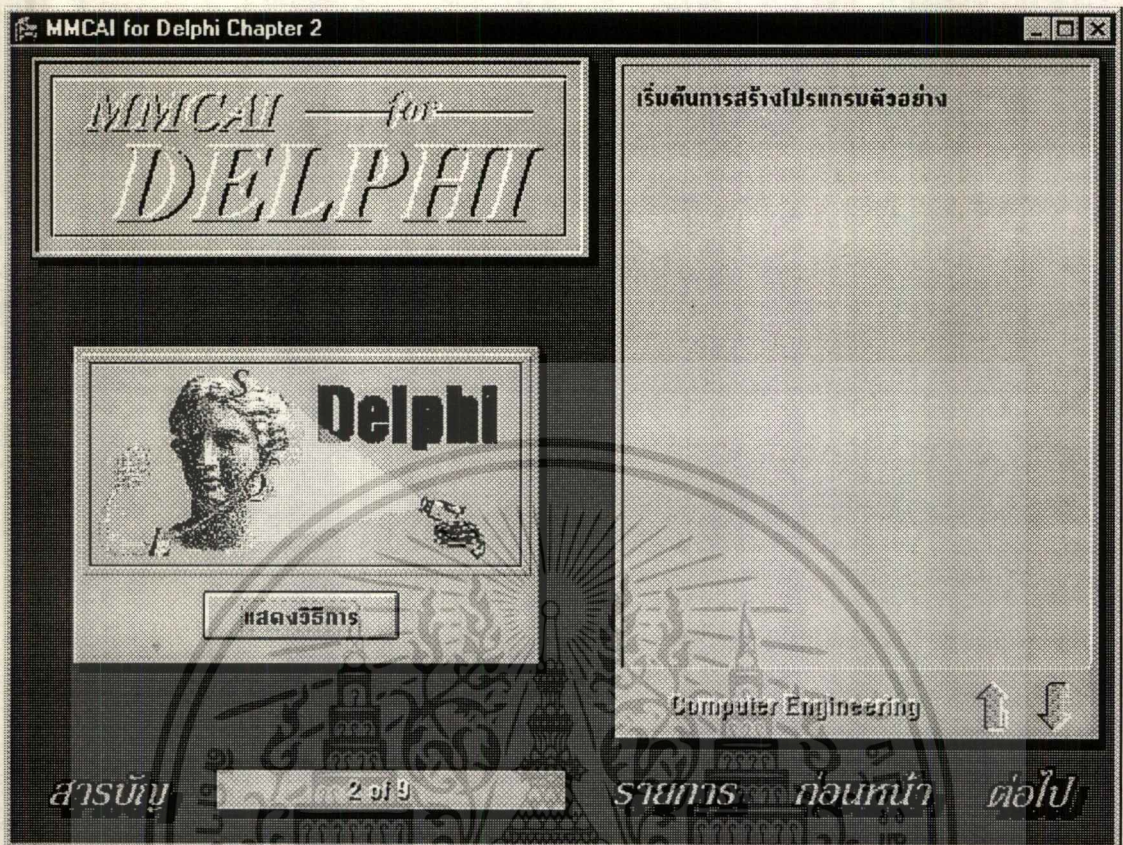 MMCAI for Delphi Chapter 2
MMCAI for
DELPHI
เริ่มต้นการสร้างโปรแกรมตัวอย่าง
Delphi
แสดงวิธีการ
Computer Engineering
สารบัญ
2 of 9
รายการ
ก่อนหน้า
ต่อไป